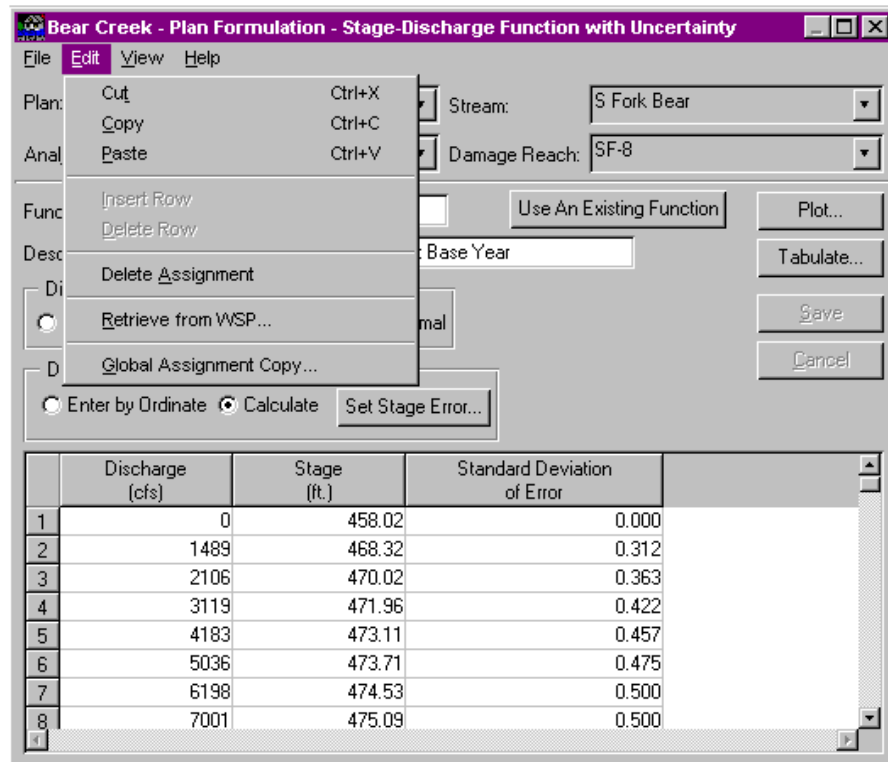 Bear Creek - Plan Formulation - Stage-Discharge Function with Uncertainty
File Edit View Help
Plan: Stream: S Fork Bear
Cut Ctrl+X
Copy Ctrl+C
Paste Ctrl+V
Insert Row
Delete Row
Delete Assignment
Retrieve from WSP...
Global Assignment Copy...
Anal Damage Reach: SF-8
Func Use An Existing Function Plot...
Desc Base Year Tabulate...
Di mal Save
D Cancel
Enter by Ordinate Calculate Set Stage Error...
Discharge (cfs) Stage (ft.) Standard Deviation of Error
1 0 458.02 0.000
2 1489 468.32 0.312
3 2106 470.02 0.363
4 3119 471.96 0.422
5 4183 473.11 0.457
6 5036 473.71 0.475
7 6198 474.53 0.500
8 7001 475.09 0.500